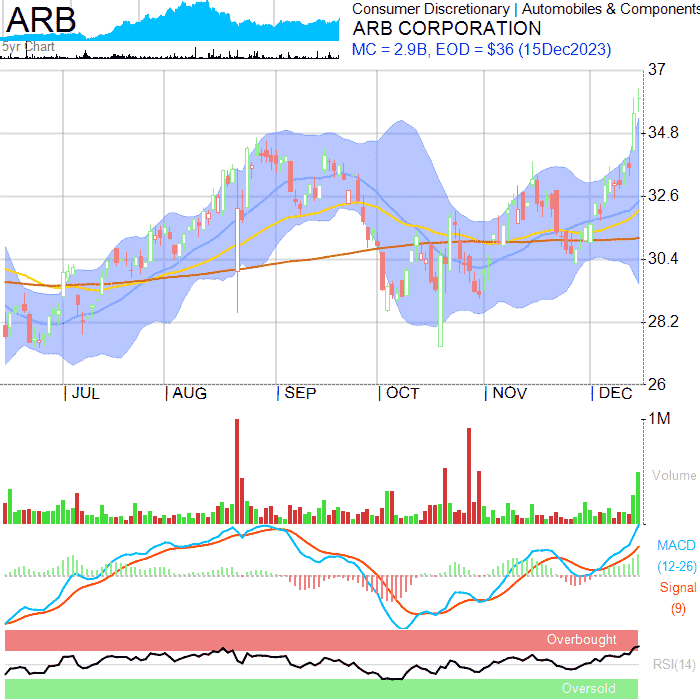 ARB
5yr Chart
Consumer Discretionary | Automobiles & Components
ARB CORPORATION
MC = 2.9B, EOD = $36 (15Dec2023)
37
34.8
32.6
30.4
28.2
26
JUL
AUG
SEP
OCT
NOV
DEC
1M
Volume
MACD
(12-26)
Signal
(9)
Overbought
RSI(14)
Oversold